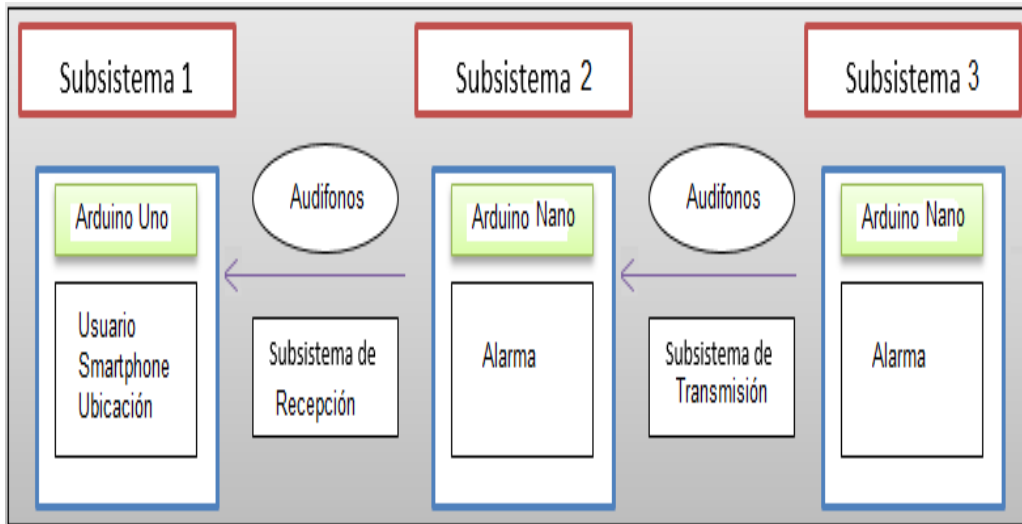 Subsistema 1
Subsistema 2
Subsistema 3
Arduino Uno
Usuario
Smartphone
Ubicación
Audifonos
Subsistema de
Recepción
Arduino Nano
Alarma
Audifonos
Subsistema de
Transmisión
Arduino Nano
Alarma